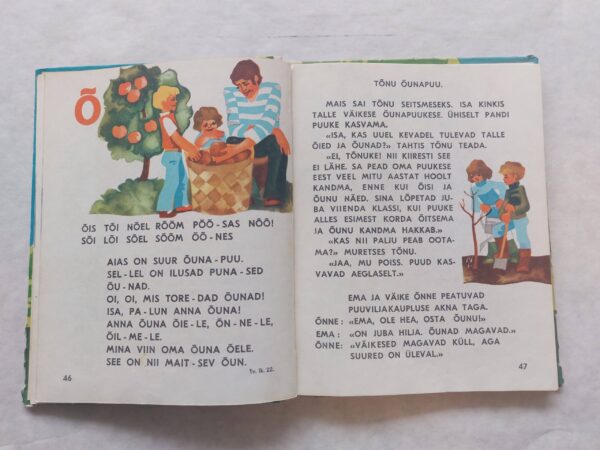 Õ
ÕIS TÕI NÕEL RÕÕM PÕÕ-SAS NÕÕ!
SÕI LÕI SÕEL SÕÕM ÕÕ-NES
AIAS ON SUUR ÕUNA-PUU.
SEL-LEL ON ILUSAD PUNA-SED
ÕU-NAD.
OI, OI, MIS TORE-DAD ÕUNAD!
ISA, PA-LUN ANNA ÕUNA!
ANNA ÕUNA ÕIE-LE, ÕN-NE-LE,
ÕIL-ME-LE.
MINA VIIN OMA ÕUNA ÕELE.
SEE ON NII MAIT-SEV ÕUN.
Tv. lk. 22.
46
TÕNU ÕUNAPUU.
MAIS SAI TÕNU SEITSMESEKS. ISA KINKIS
TALLE VÄIKESE ÕUNAPUUKESE. ÜHISELT PANDI
PUUKE KASVAMA.
«ISA, KAS UUEL KEVADEL TULEVAD TALLE
ÕIED JA ÕUNAD?» TAHTIS TÕNU TEADA.
«EI, TÕNUKE! NII KIIRESTI SEE
EI LÄHE. SA PEAD OMA PUUKESE
EEST VEEL MITU AASTAT HOOLT
KANDMA, ENNE KUI ÕISI JA
ÕUNU NÄED. SINA LÕPETAD JU-
BA VIIENDA KLASSI, KUI PUUKE
ALLES ESIMEST KORDA ÕITSEMA
JA ÕUNU KANDMA HAKKAB.»
«KAS NII PALJU PEAB OOTA-
MA?» MURETSES TÕNU.
«JAA, MU POISS. PUUD KAS-
VAVAD AEGLASELT.»
EMA JA VÄIKE ÕNNE PEATUVAD
PUUVILJAKAUPLUSE AKNA TAGA.
ÕNNE: «EMA, OLE HEA, OSTA ÕUNU!»
EMA: «ON JUBA HILJA. ÕUNAD MAGAVAD.»
ÕNNE: «VÄIKESED MAGAVAD KÜLL, AGA
SUURED ON ÜLEVAL.»
47